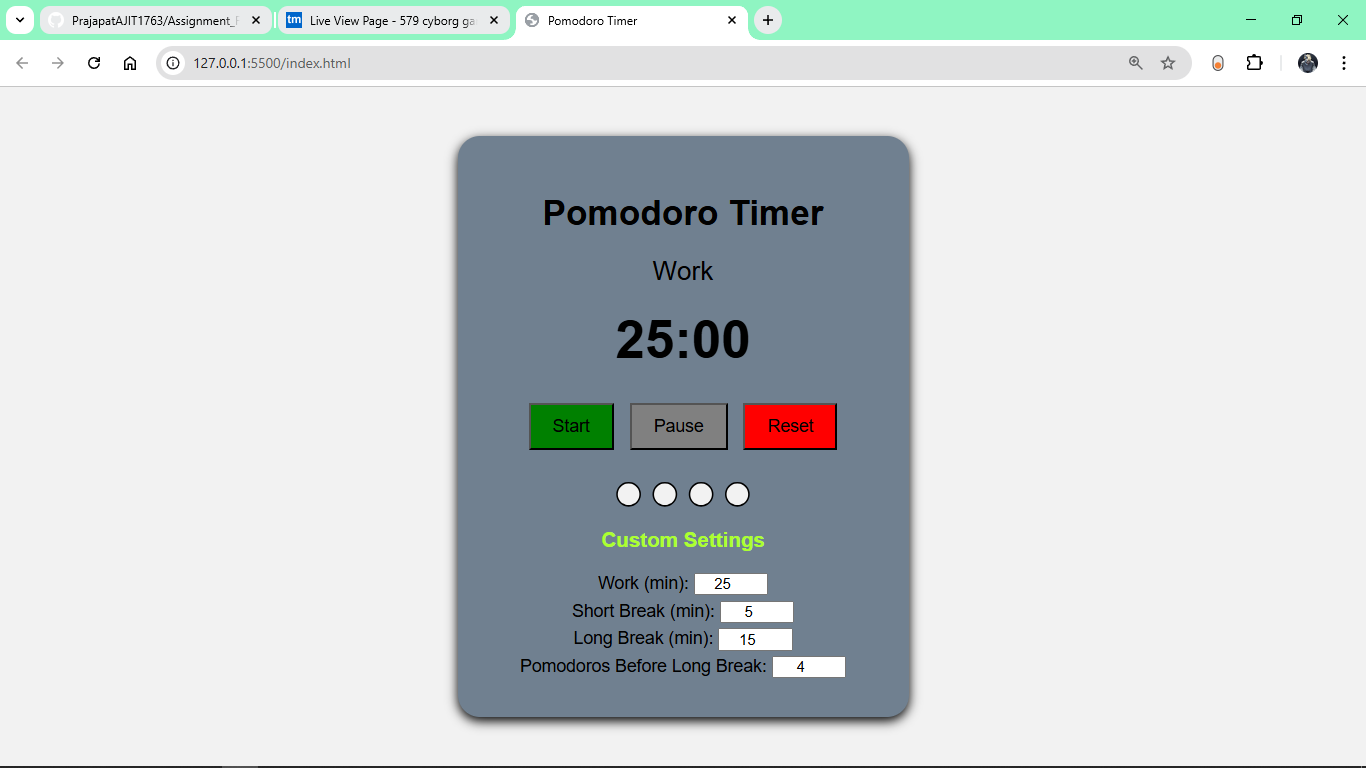 PrajapatAJIT1763/Assignment_
tm Live View Page - 579 cyborg ga
Pomodoro Timer
127.0.0.1:5500/index.html
Pomodoro Timer
Work
25:00
Start Pause Reset
Custom Settings
Work (min): 25
Short Break (min): 5
Long Break (min): 15
Pomodoros Before Long Break: 4